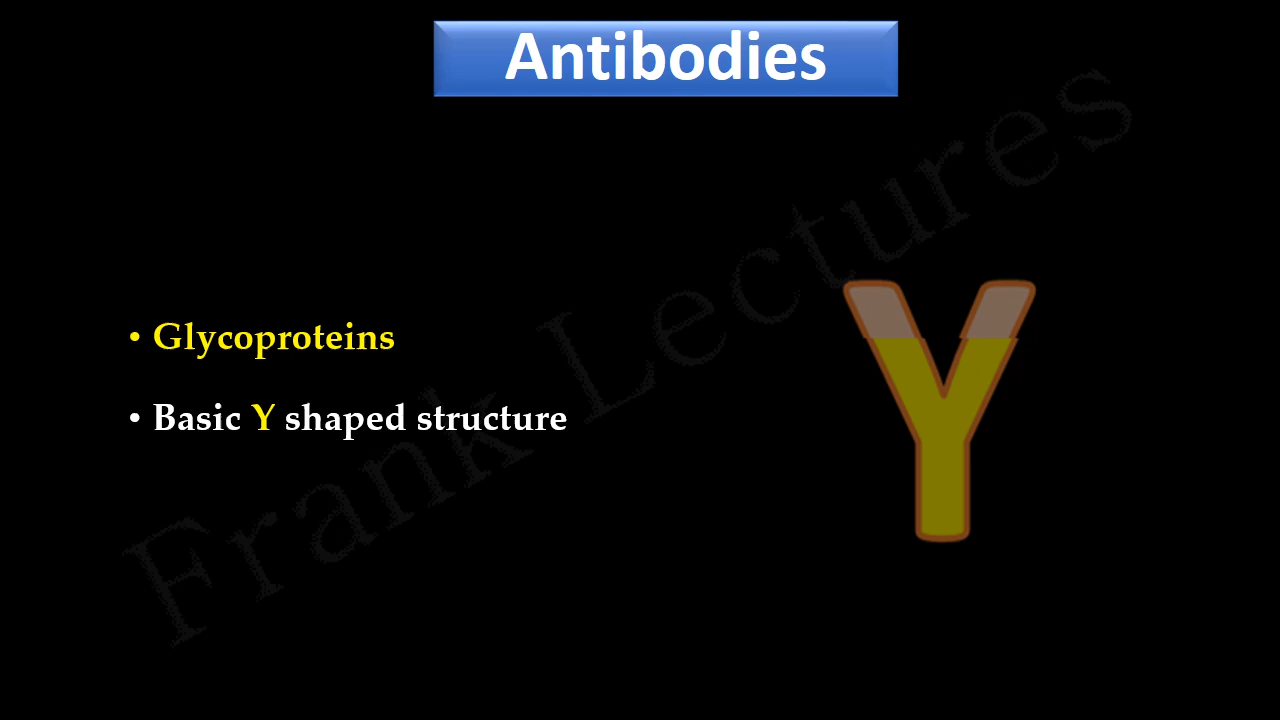 Antibodies
• Glycoproteins
• Basic Y shaped structure
Frank Lectures